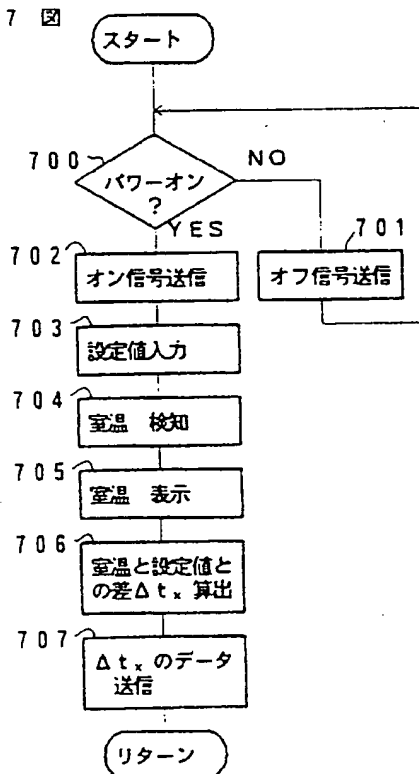 7 図
スタート
700
パワーオン
?
NO
YES
701
オフ信号送信
702
オン信号送信
703
設定値入力
704
室温 検知
705
室温 表示
706
室温と設定値と
の差Δtx 算出
707
Δtxのデータ
送信
リターン